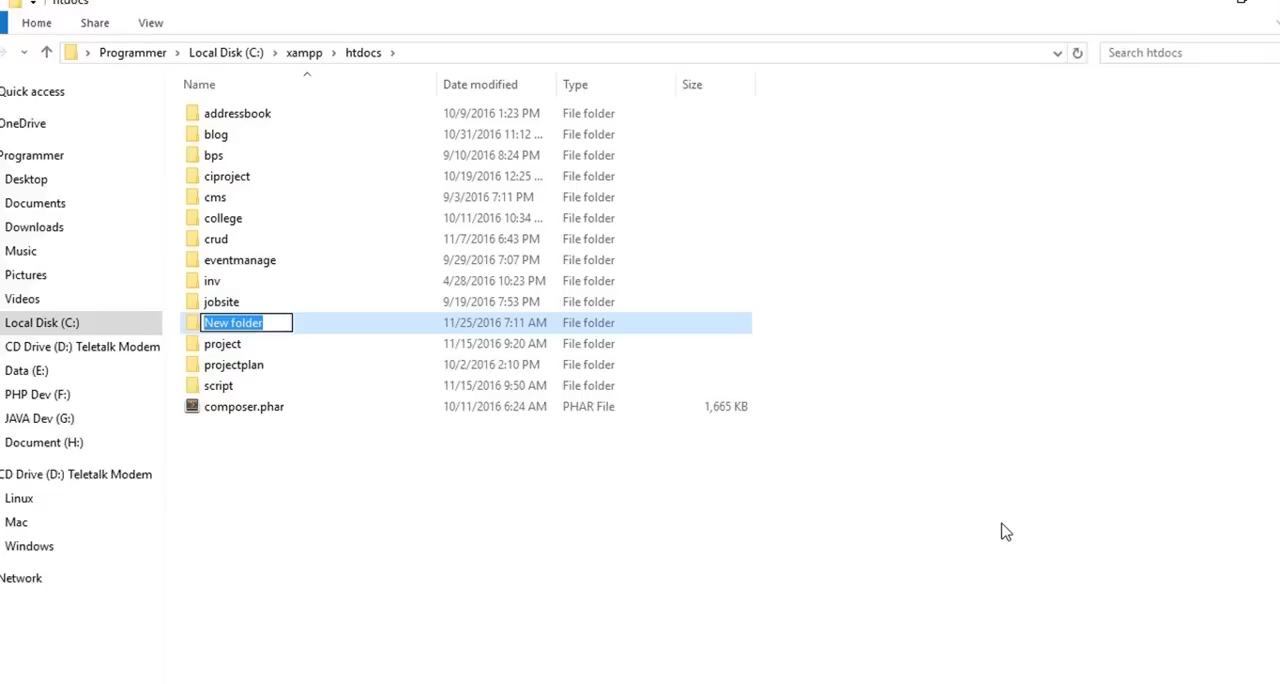 htdocs
Home Share View
Programmer Local Disk (C:) xampp htdocs Search htdocs
Name Date modified Type Size
Quick access
OneDrive
Programmer
Desktop
Documents
Downloads
Music
Pictures
Videos
Local Disk (C:)
CD Drive (D:) Teletalk Modem
Data (E:)
PHP Dev (F:)
JAVA Dev (G:)
Document (H:)
CD Drive (D:) Teletalk Modem
Linux
Mac
Windows
Network
addressbook 10/9/2016 1:23 PM File folder
blog 10/31/2016 11:12 ... File folder
bps 9/10/2016 8:24 PM File folder
ciproject 10/19/2016 12:25 ... File folder
cms 9/3/2016 7:11 PM File folder
college 10/11/2016 10:34 ... File folder
crud 11/7/2016 6:43 PM File folder
eventmanage 9/29/2016 7:07 PM File folder
inv 4/28/2016 10:23 PM File folder
jobsite 9/19/2016 7:53 PM File folder
New folder 11/25/2016 7:11 AM File folder
project 11/15/2016 9:20 AM File folder
projectplan 10/2/2016 2:10 PM File folder
script 11/15/2016 9:50 AM File folder
composer.phar 10/11/2016 6:24 AM PHAR File 1,665 KB